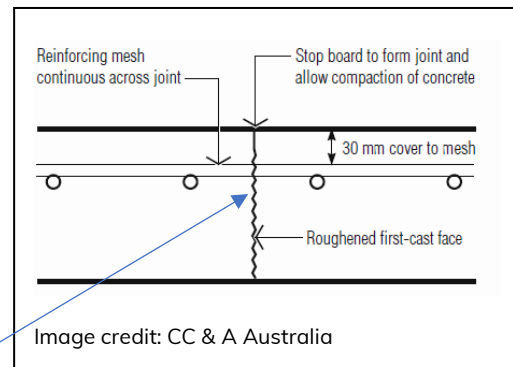 Reinforcing mesh
continuous across joint
Stop board to form joint and
allow compaction of concrete
30 mm cover to mesh
Roughened first-cast face
Image credit: CC & A Australia